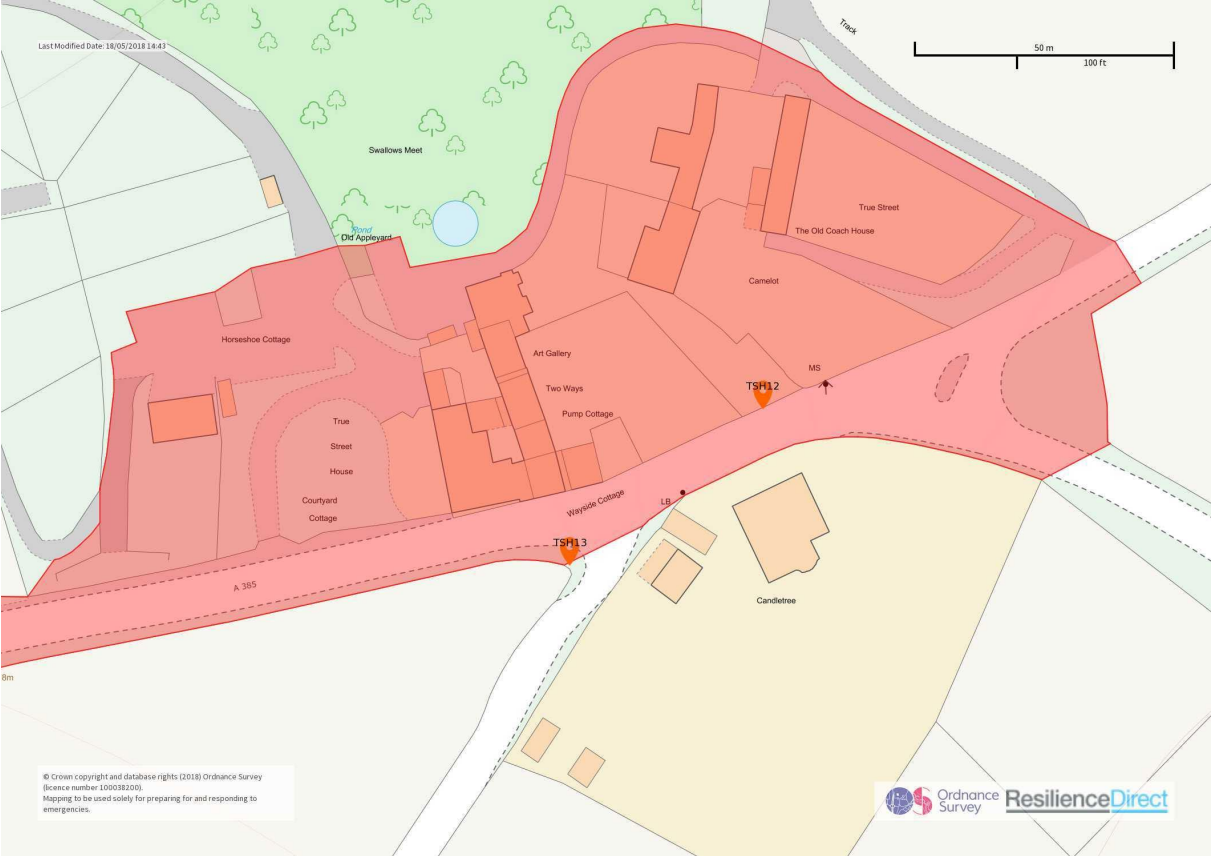 Last Modified Date: 18/05/2018 14:43
Track
50 m
100 ft
Swallows Meet
Pond
Old Appleyard
True Street
The Old Coach House
Camelot
Horseshoe Cottage
Art Gallery
Two Ways
Pump Cottage
MS
TSH12
True
Street
House
Courtyard
Cottage
Wayside Cottage
LB
TSH13
A 385
Candletree
8m
© Crown copyright and database rights (2018) Ordnance Survey
(licence number 100038200).
Mapping to be used solely for preparing for and responding to
emergencies.
Ordnance
Survey
ResilienceDirect